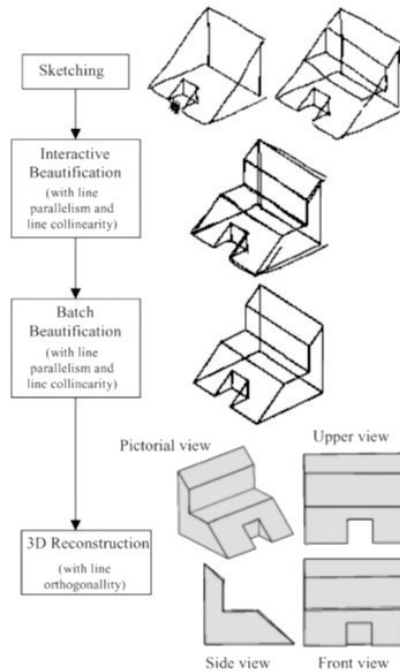 Sketching
Interactive
Beautification
(with line
parallelism and
line collinearity)
Batch
Beautification
(with line
parallelism and
line collinearity)
Pictorial view
Upper view
3D Reconstruction
(with line
orthogonallity)
Side view
Front view